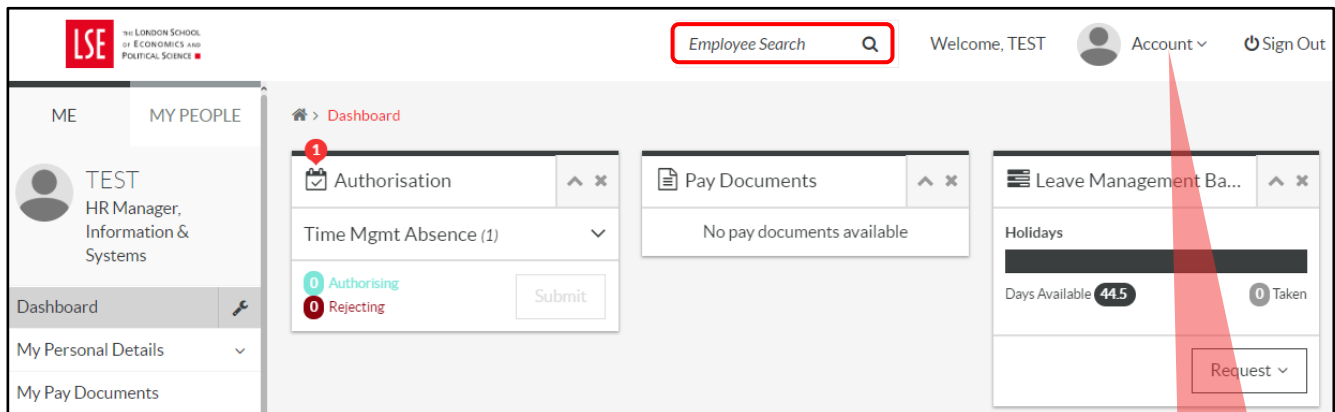 LSE
THE LONDON SCHOOL
OF ECONOMICS AND
POLITICAL SCIENCE
Employee Search
Welcome, TEST
Account
Sign Out
ME
MY PEOPLE
> Dashboard
TEST
HR Manager,
Information &
Systems
Dashboard
My Personal Details
My Pay Documents
1
Authorisation
Time Mgmt Absence (1)
0 Authorising
0 Rejecting
Submit
Pay Documents
No pay documents available
Leave Management Ba...
Holidays
Days Available 44.5
0 Taken
Request